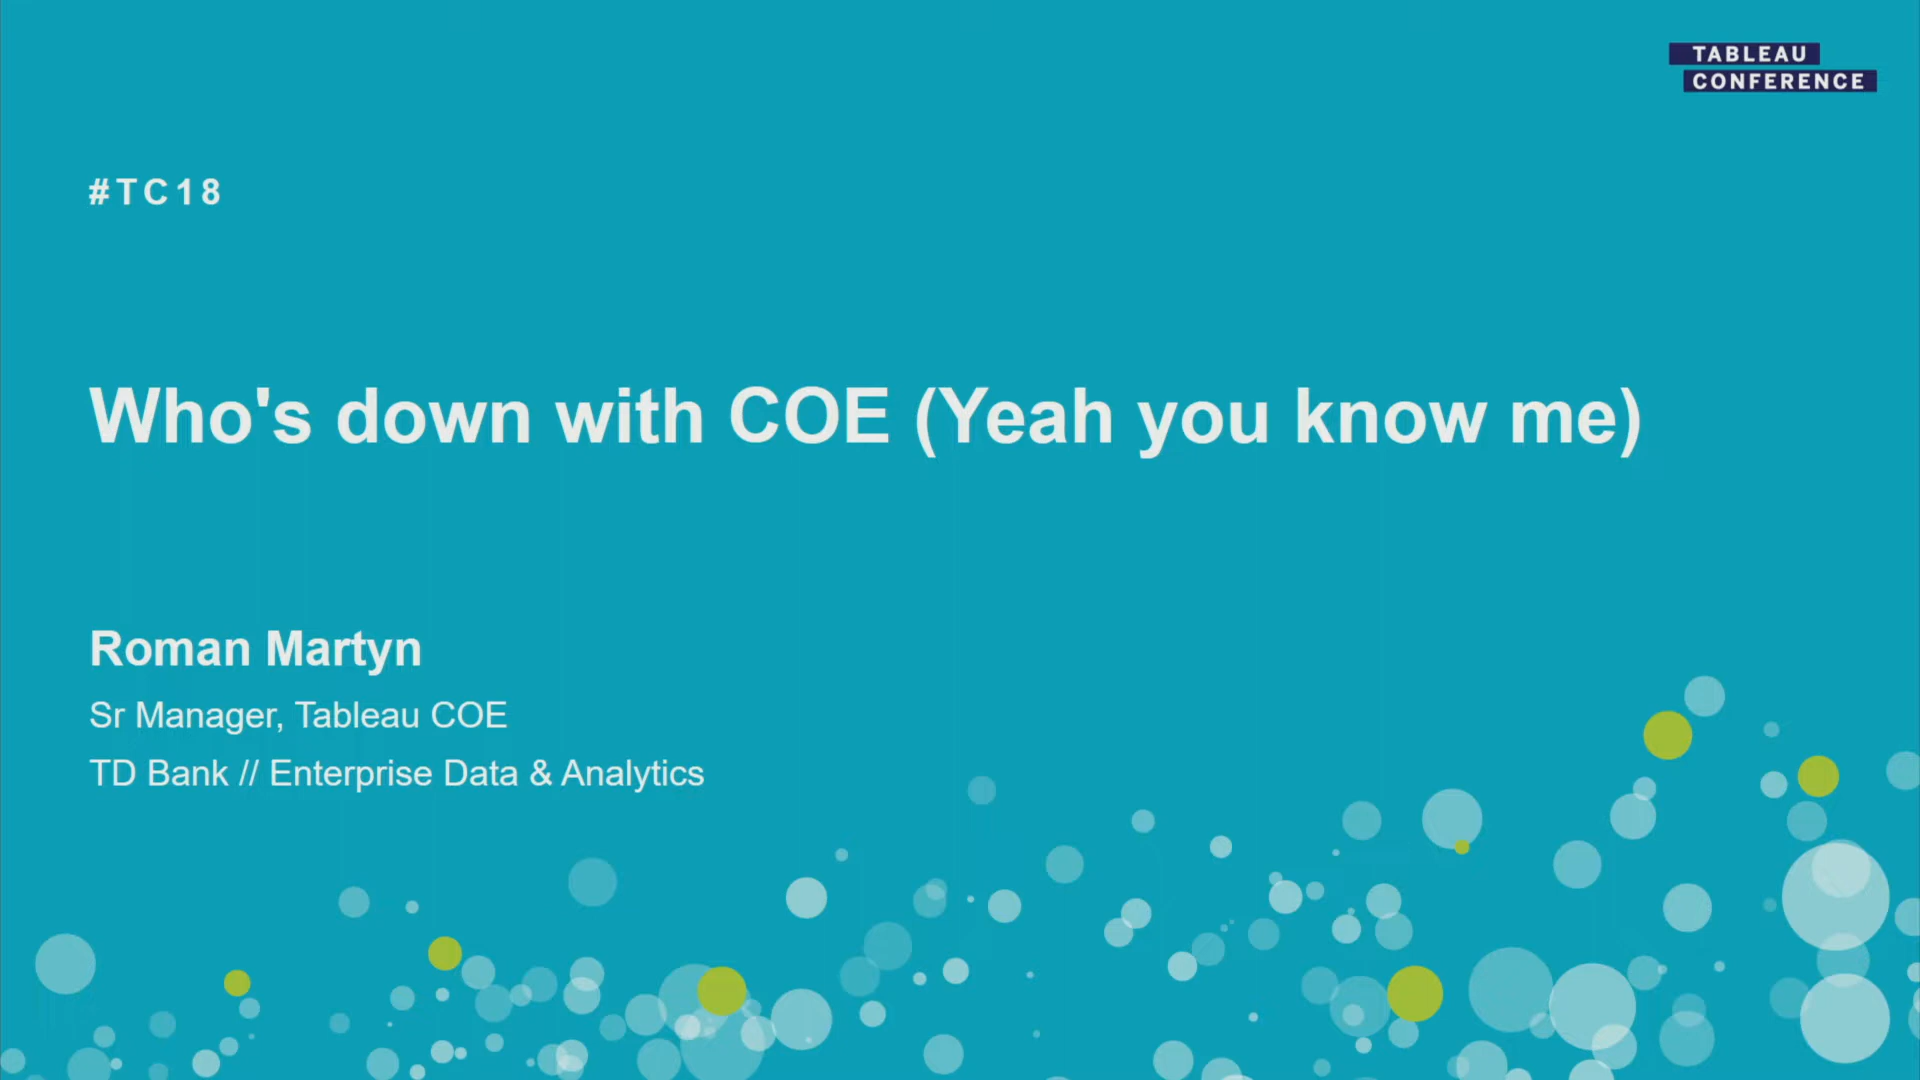 TABLEAU
CONFERENCE
#TC18
Who's down with COE (Yeah you know me)
Roman Martyn
Sr Manager, Tableau COE
TD Bank // Enterprise Data & Analytics